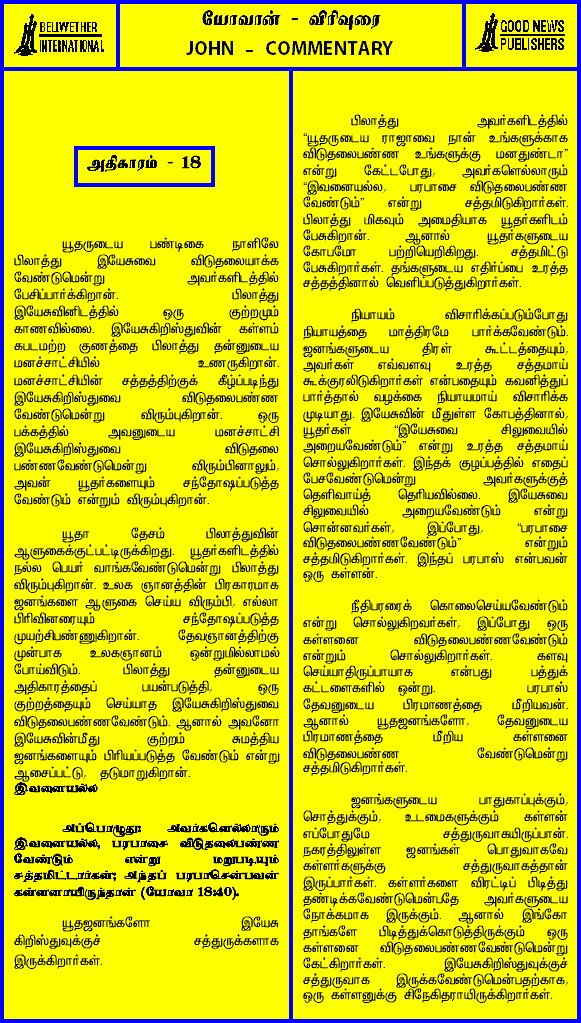 BELLWETHER
INTERNATIONAL
யோவான் - விரிவுரை
JOHN - COMMENTARY
GOOD NEWS
PUBLISHERS
அதிகாரம் - 18
யூதருடைய பண்டிகை நாளிலே
பிலாத்து இயேசுவை விடுதலையாக்க
வேண்டுமென்று அவர்களிடத்தில்
பேசிப்பார்க்கிறான். பிலாத்து
இயேசுவினிடத்தில் ஒரு குற்றமும்
காணவில்லை. இயேசுகிறிஸ்துவின் கள்ளம்
கபடமற்ற குணத்தை பிலாத்து தன்னுடைய
மனச்சாட்சியில் உணருகிறான்.
மனச்சாட்சியின் சத்தத்திற்குக் கீழ்ப்படிந்து
இயேசுகிறிஸ்துவை விடுதலைபண்ண
வேண்டுமென்று விரும்புகிறான். ஒரு
பக்கத்தில் அவனுடைய மனச்சாட்சி
இயேசுகிறிஸ்துவை விடுதலை
பண்ணவேண்டுமென்று விரும்பினாலும்,
அவன் யூதர்களையும் சந்தோஷப்படுத்த
வேண்டும் என்றும் விரும்புகிறான்.
யூதா தேசம் பிலாத்துவின்
ஆளுகைக்குட்பட்டிருக்கிறது. யூதர்களிடத்தில்
நல்ல பெயர் வாங்கவேண்டுமென்று பிலாத்து
விரும்புகிறான். உலக ஞானத்தின் பிரகாரமாக
ஜனங்களை ஆளுகை செய்ய விரும்பி, எல்லா
பிரிவினரையும் சந்தோஷப்படுத்த
முயற்சிபண்ணுகிறான். தேவஞானத்திற்கு
முன்பாக உலகஞானம் ஒன்றுமில்லாமல்
போய்விடும். பிலாத்து தன்னுடைய
அதிகாரத்தைப் பயன்படுத்தி, ஒரு
குற்றத்தையும் செய்யாத இயேசுகிறிஸ்துவை
விடுதலைபண்ணவேண்டும். ஆனால் அவனோ
இயேசுவின்மீது குற்றம் சுமத்திய
ஜனங்களையும் பிரியப்படுத்த வேண்டும் என்று
ஆசைப்பட்டு, தடுமாறுகிறான்.
இவனையல்ல
அப்பொழுது: அவர்களெல்லாரும்
இவனையல்ல, பரபாசை விடுதலைபண்ண
வேண்டும் என்று மறுபடியும்
சத்தமிட்டார்கள்; அந்தப் பரபாசென்பவன்
கள்ளனாயிருந்தான் (யோவா 18:40).
யூதஜனங்களோ இயேசு
கிறிஸ்துவுக்குச் சத்துருக்களாக
இருக்கிறார்கள்.
பிலாத்து அவர்களிடத்தில்
“யூதருடைய ராஜாவை நான் உங்களுக்காக
விடுதலைபண்ண உங்களுக்கு மனதுண்டா”
என்று கேட்டபோது, அவர்களெல்லாரும்
“இவனையல்ல, பரபாசை விடுதலைபண்ண
வேண்டும்” என்று சத்தமிடுகிறார்கள்.
பிலாத்து மிகவும் அமைதியாக யூதர்களிடம்
பேசுகிறான். ஆனால் யூதர்களுடைய
கோபமோ பற்றியெறிகிறது. சத்தமிட்டு
பேசுகிறார்கள். தங்களுடைய எதிர்ப்பை உரத்த
சத்தத்தினால் வெளிப்படுத்துகிறார்கள்.
நியாயம் விசாரிக்கப்படும்போது
நியாயத்தை மாத்திரமே பார்க்கவேண்டும்.
ஜனங்களுடைய திரள் கூட்டத்தையும்,
அவர்கள் எவ்வளவு உரத்த சத்தமாய்
கூக்குரலிடுகிறார்கள் என்பதையும் கவனித்துப்
பார்த்தால் வழக்கை நியாயமாய் விசாரிக்க
முடியாது. இயேசுவின் மீதுள்ள கோபத்தினால்,
யூதர்கள் “இயேசுவை சிலுவையில்
அறையவேண்டும்” என்று உரத்த சத்தமாய்
சொல்லுகிறார்கள். இந்தக் குழப்பத்தில் எதைப்
பேசவேண்டுமென்று அவர்களுக்குத்
தெளிவாய்த் தெரியவில்லை. இயேசுவை
சிலுவையில் அறையவேண்டும் என்று
சொன்னவர்கள், இப்போது, “பரபாசை
விடுதலைபண்ணவேண்டும்” என்றும்
சத்தமிடுகிறார்கள். இந்தப் பரபாஸ் என்பவன்
ஒரு கள்ளன்.
நீதிபரரைக் கொலைசெய்யவேண்டும்
என்று சொல்லுகிறவர்கள், இப்போது ஒரு
கள்ளனை விடுதலைபண்ணவேண்டும்
என்றும் சொல்லுகிறார்கள். களவு
செய்யாதிருப்பாயாக என்பது பத்துக்
கட்டளைகளில் ஒன்று. பரபாஸ்
தேவனுடைய பிரமாணத்தை மீறியவன்.
ஆனால் யூதஜனங்களோ, தேவனுடைய
பிரமாணத்தை மீறிய கள்ளனை
விடுதலைபண்ண வேண்டுமென்று
சத்தமிடுகிறார்கள்.
ஜனங்களுடைய பாதுகாப்புக்கும்,
சொத்துக்கும், உடமைகளுக்கும் கள்ளன்
எப்போதுமே சத்துருவாகயிருப்பான்.
நகரத்திலுள்ள ஜனங்கள் பொதுவாகவே
கள்ளர்களுக்கு சத்துருவாகத்தான்
இருப்பார்கள். கள்ளர்களை விரட்டிப் பிடித்து
தண்டிக்கவேண்டுமென்பதே அவர்களுடைய
நோக்கமாக இருக்கும். ஆனால் இங்கோ
தாங்களே பிடித்துக்கொடுத்திருக்கும் ஒரு
கள்ளனை விடுதலைபண்ணவேண்டுமென்று
கேட்கிறார்கள். இயேசுகிறிஸ்துவுக்குச்
சத்துருவாக இருக்கவேண்டுமென்பதற்காக,
ஒரு கள்ளனுக்கு சிநேகிதராயிருக்கிறார்கள்.